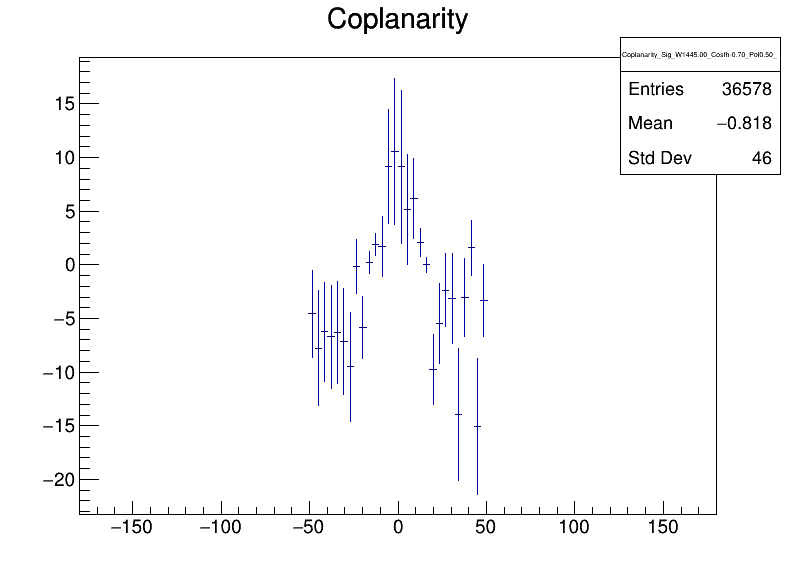 Coplanarity
Coplanarity_Sig_W1445.00_Costh-0.70_Pol0.50_
Entries 36578
Mean −0.818
Std Dev 46
15
10
5
0
−5
−10
−15
−20
−150 −100 −50 0 50 100 150